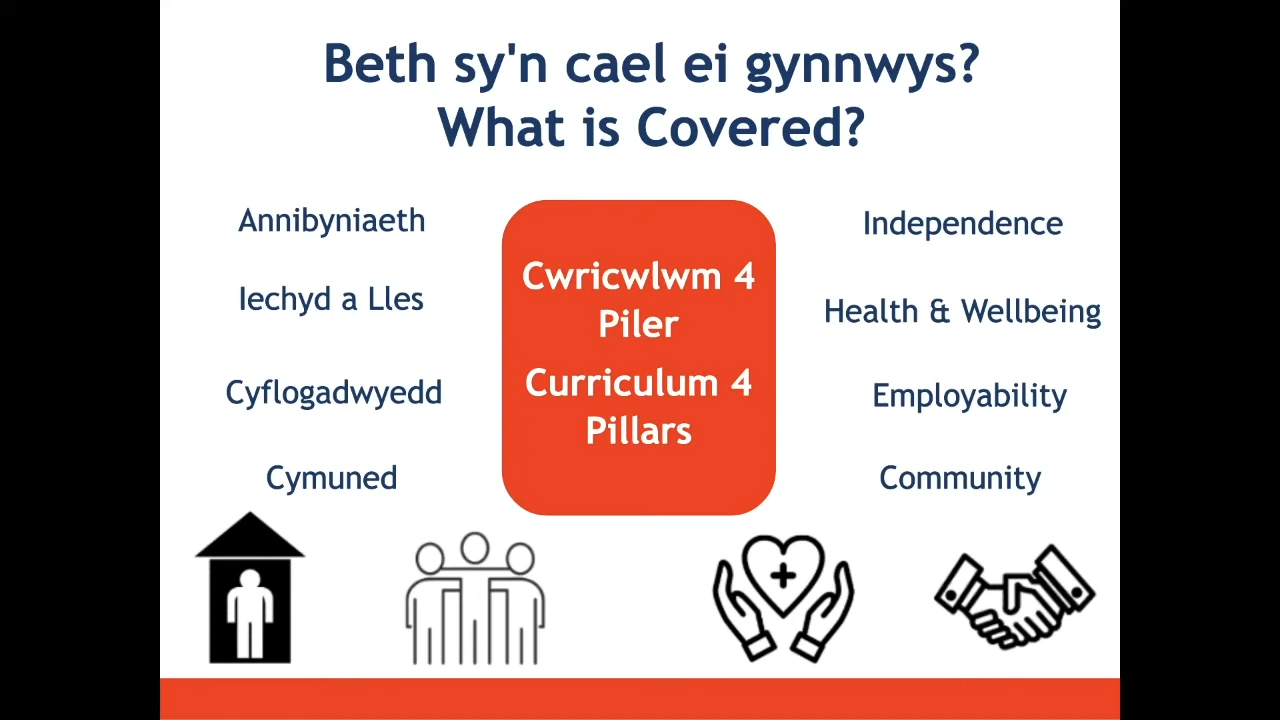 Beth sy'n cael ei gynnwys?
What is Covered?
Annibyniaeth
Iechyd a Lles
Cyflogadwyedd
Cymuned
Cwricwlwm 4
Piler
Curriculum 4
Pillars
Independence
Health & Wellbeing
Employability
Community